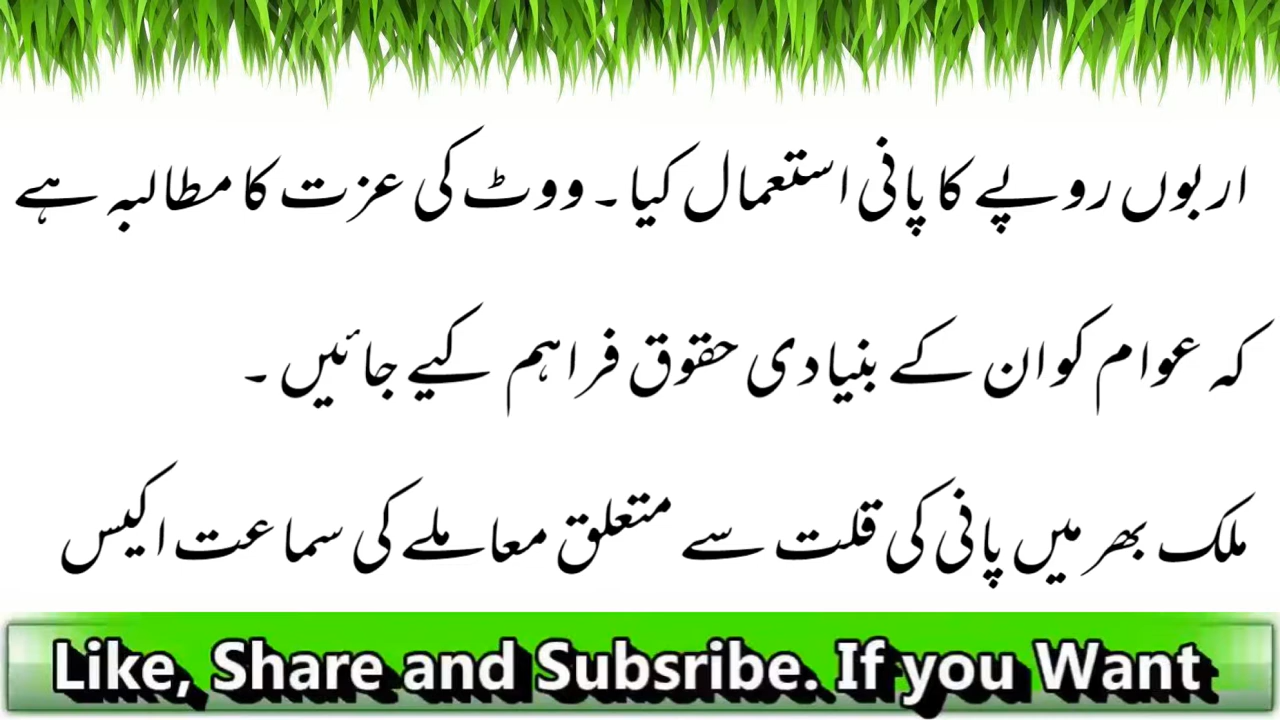 اربوں روپے کا پانی استعمال کیا۔ ووٹ کی عزت کا مطالبہ ہے
کہ عوام کو ان کے بنیادی حقوق فراہم کیے جائیں۔
ملک بھر میں پانی کی قلت سے متعلق معاملے کی سماعت اکیس
Like, Share and Subsribe. If you Want